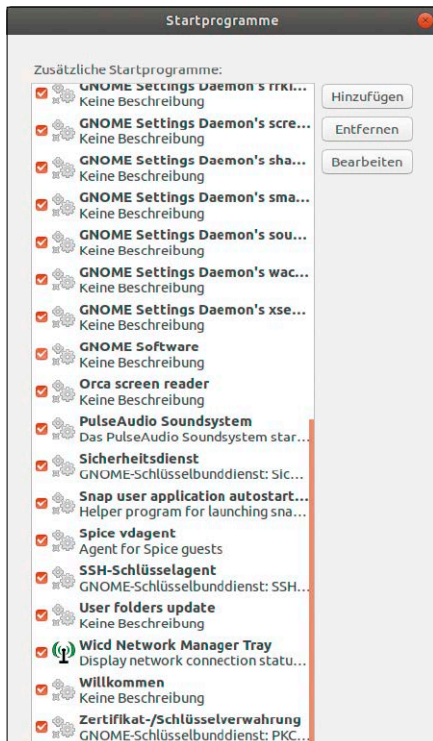 Startprogramme
Zusätzliche Startprogramme:
GNOME Settings Daemon's rfki...
Keine Beschreibung
GNOME Settings Daemon's scre...
Keine Beschreibung
GNOME Settings Daemon's sha...
Keine Beschreibung
GNOME Settings Daemon's sma...
Keine Beschreibung
GNOME Settings Daemon's sou...
Keine Beschreibung
GNOME Settings Daemon's wac...
Keine Beschreibung
GNOME Settings Daemon's xse...
Keine Beschreibung
GNOME Software
Keine Beschreibung
Orca screen reader
Keine Beschreibung
PulseAudio Soundsystem
Das PulseAudio Soundsystem star...
Sicherheitsdienst
GNOME-Schlüsselbunddienst: Sic...
Snap user application autostart...
Helper program for launching sna...
Spice vdagent
Agent for Spice guests
SSH-Schlüsselagent
GNOME-Schlüsselbunddienst: SSH...
User folders update
Keine Beschreibung
Wicd Network Manager Tray
Display network connection statu...
Willkommen
Keine Beschreibung
Zertifikat-/Schlüsselverwahrung
GNOME-Schlüsselbunddienst: PKC...
Hinzufügen
Entfernen
Bearbeiten